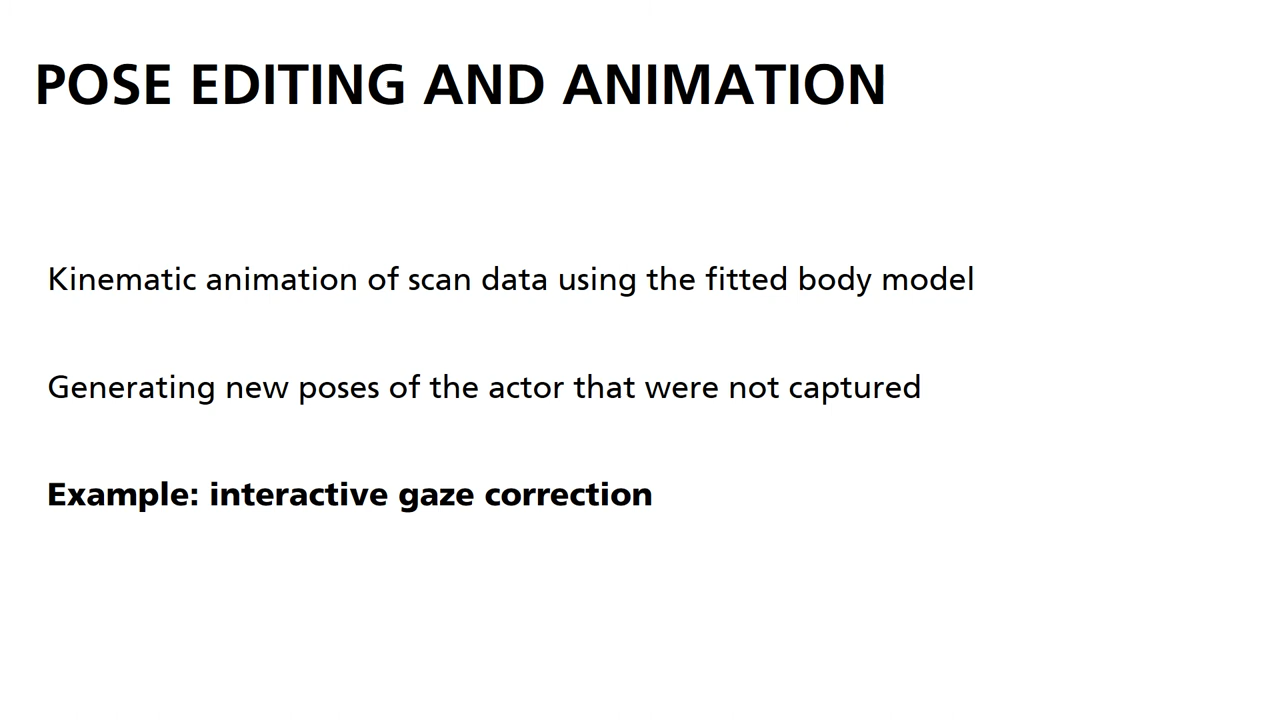 POSE EDITING AND ANIMATION
Kinematic animation of scan data using the fitted body model
Generating new poses of the actor that were not captured
Example: interactive gaze correction